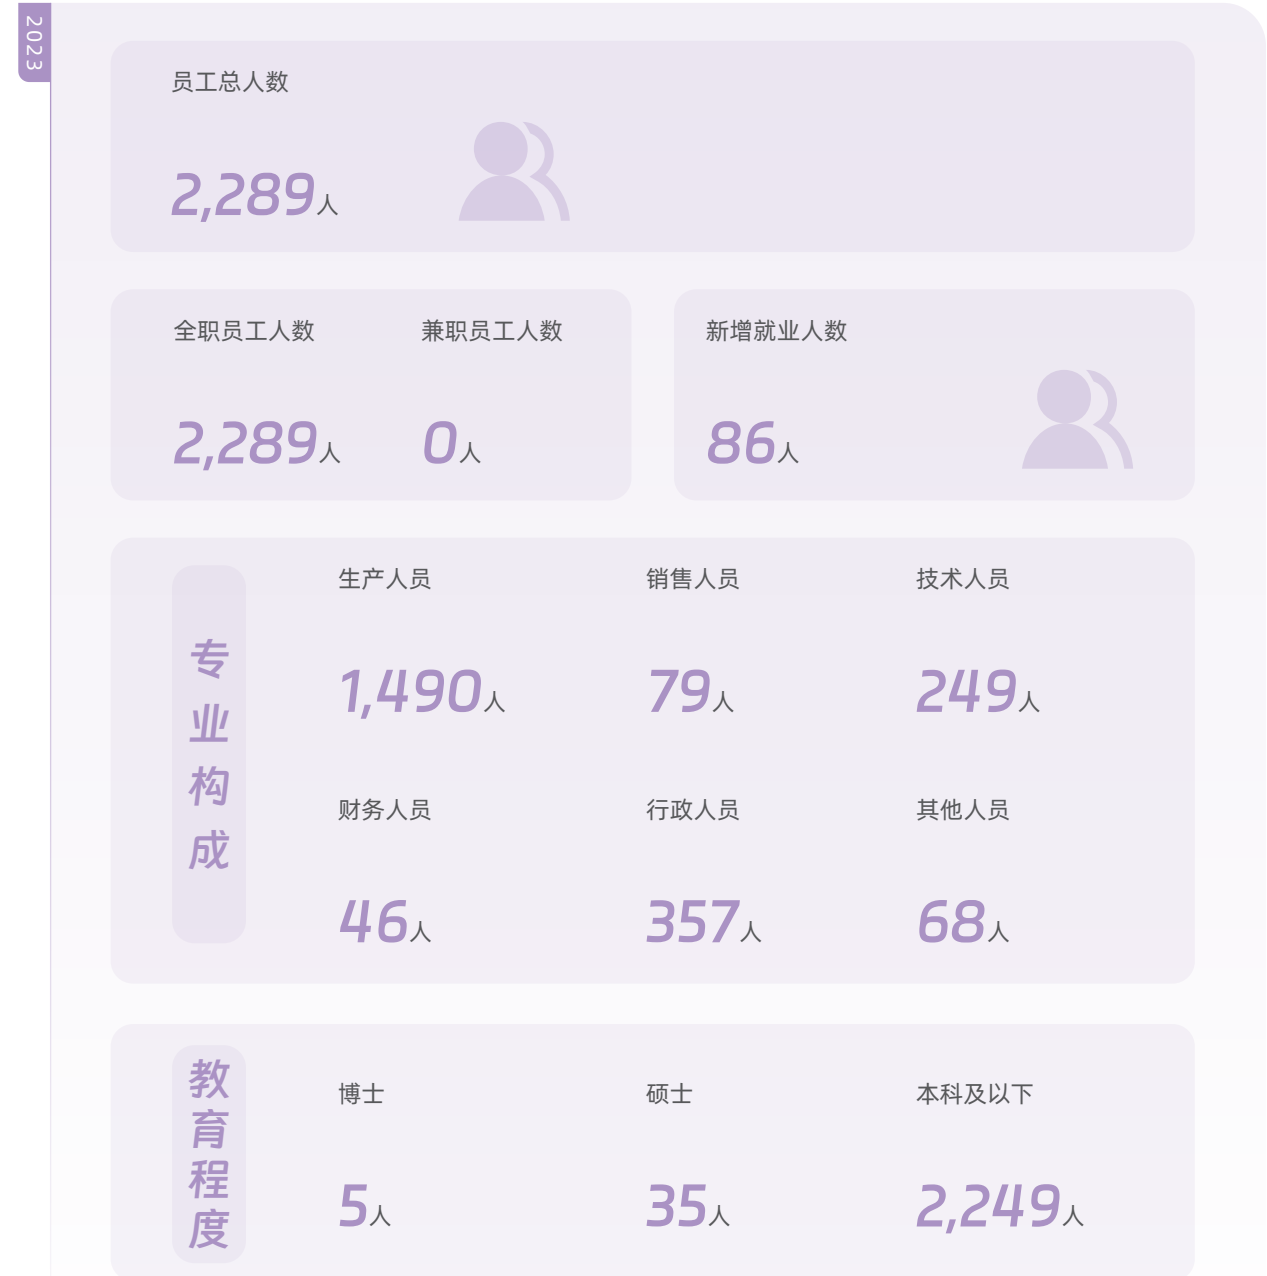 2023
员工总人数
2,289人
全职员工人数 兼职员工人数 新增就业人数
2,289人 0人 86人
专业构成
生产人员 销售人员 技术人员
1,490人 79人 249人
财务人员 行政人员 其他人员
46人 357人 68人
教育程度
博士 硕士 本科及以下
5人 35人 2,249人